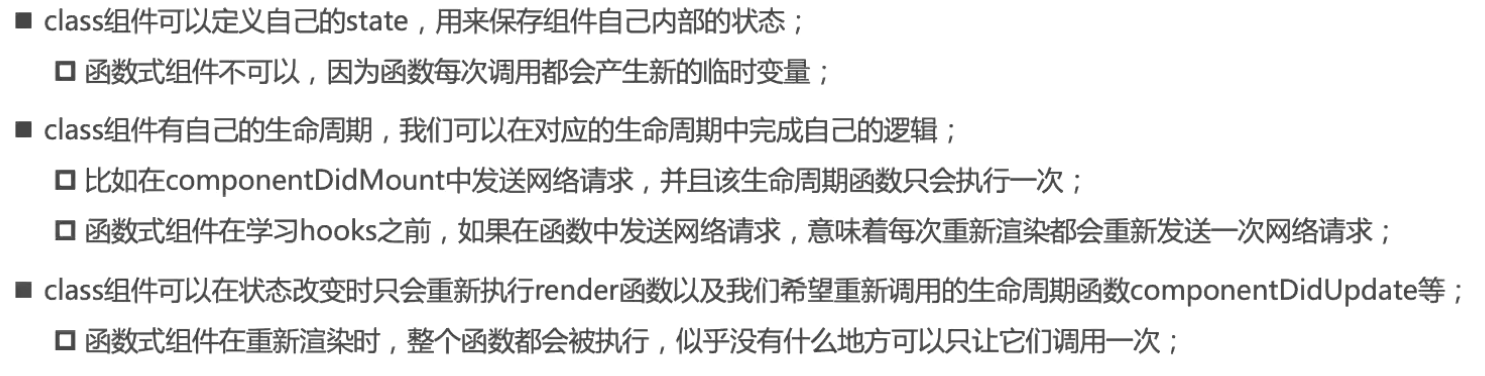 ■ class组件可以定义自己的state，用来保存组件自己内部的状态；
函数式组件不可以，因为函数每次调用都会产生新的临时变量；
■ class组件有自己的生命周期，我们可以在对应的生命周期中完成自己的逻辑；
比如在componentDidMount中发送网络请求，并且该生命周期函数只会执行一次；
函数式组件在学习hooks之前，如果在函数中发送网络请求，意味着每次重新渲染都会重新发送一次网络请求；
■ class组件可以在状态改变时只会重新执行render函数以及我们希望重新调用的生命周期函数componentDidUpdate等；
函数式组件在重新渲染时，整个函数都会被执行，似乎没有什么地方可以只让它们调用一次；